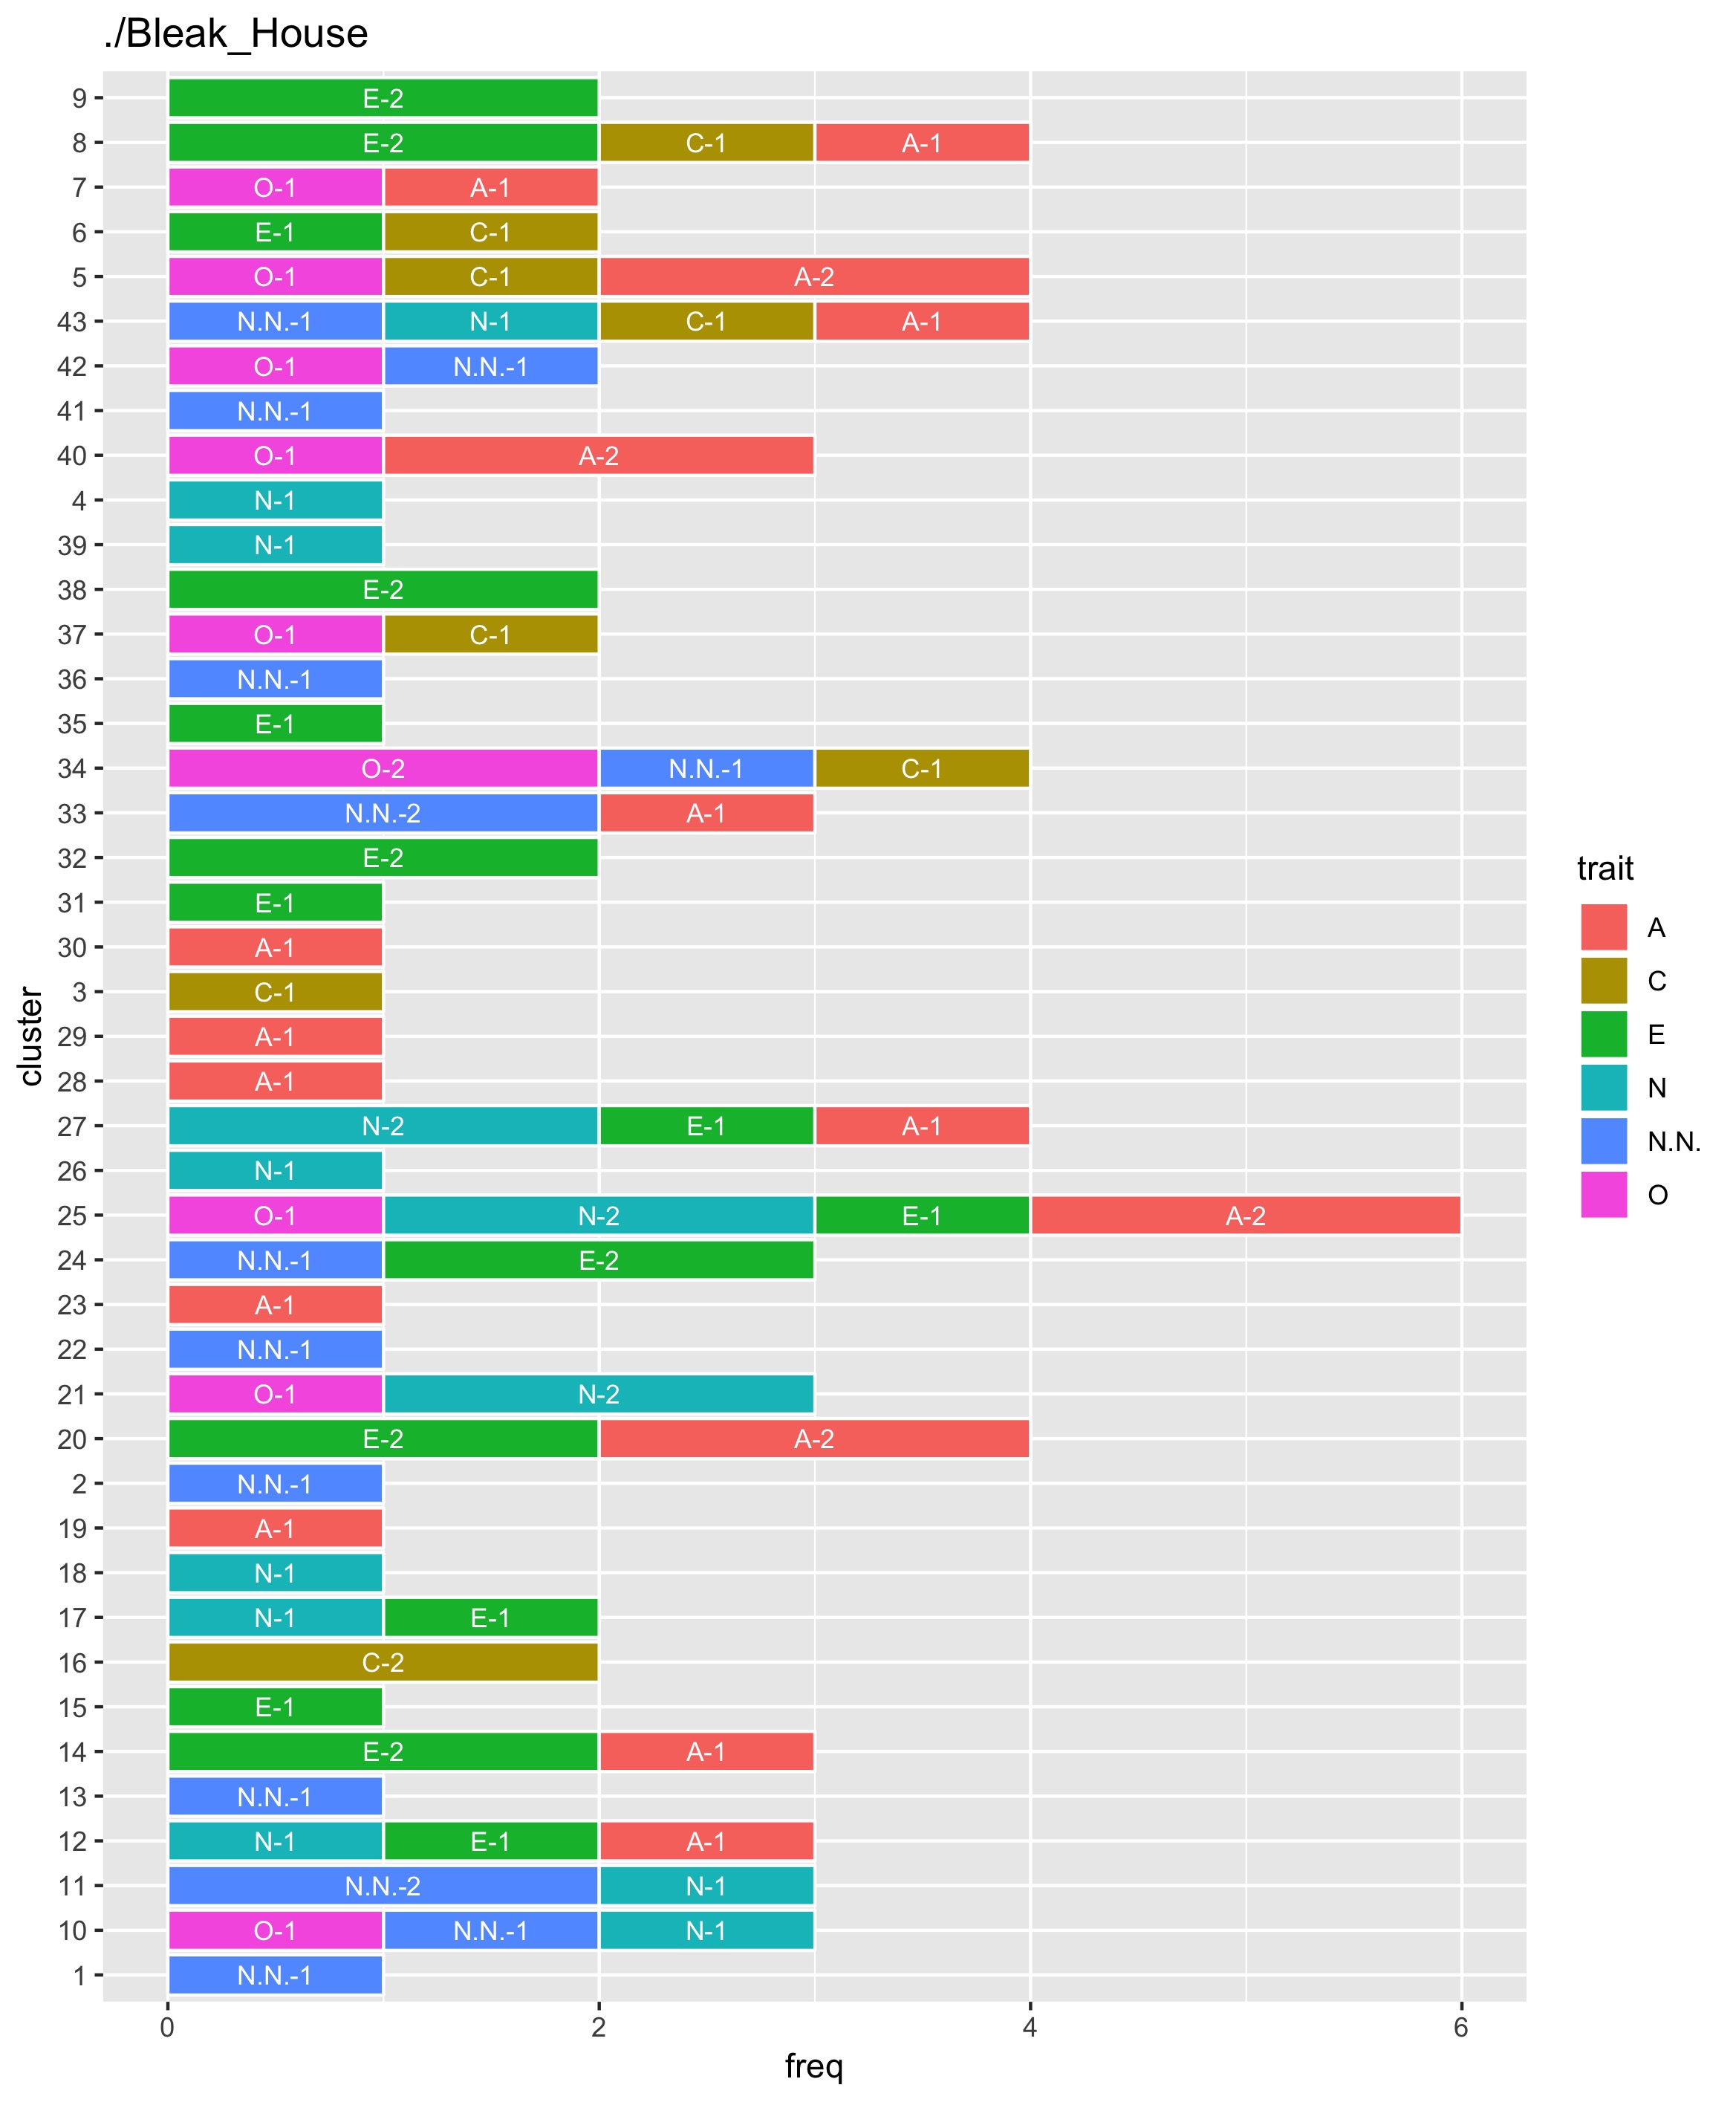 ./Bleak_House
9 E-2
8 E-2 C-1 A-1
7 O-1 A-1
6 E-1 C-1
5 O-1 C-1 A-2
43 N.N.-1 N-1 C-1 A-1
42 O-1 N.N.-1
41 N.N.-1
40 O-1 A-2
4 N-1
39 N-1
38 E-2
37 O-1 C-1
36 N.N.-1
35 E-1
34 O-2 N.N.-1 C-1
33 N.N.-2 A-1
32 E-2
31 E-1
30 A-1
3 C-1
29 A-1
28 A-1
27 N-2 E-1 A-1
26 N-1
25 O-1 N-2 E-1 A-2
24 N.N.-1 E-2
23 A-1
22 N.N.-1
21 O-1 N-2
20 E-2 A-2
2 N.N.-1
19 A-1
18 N-1
17 N-1 E-1
16 C-2
15 E-1
14 E-2 A-1
13 N.N.-1
12 N-1 E-1 A-1
11 N.N.-2 N-1
10 O-1 N.N.-1 N-1
1 N.N.-1
0 2 4 6
freq
cluster
trait
A
C
E
N
N.N.
O